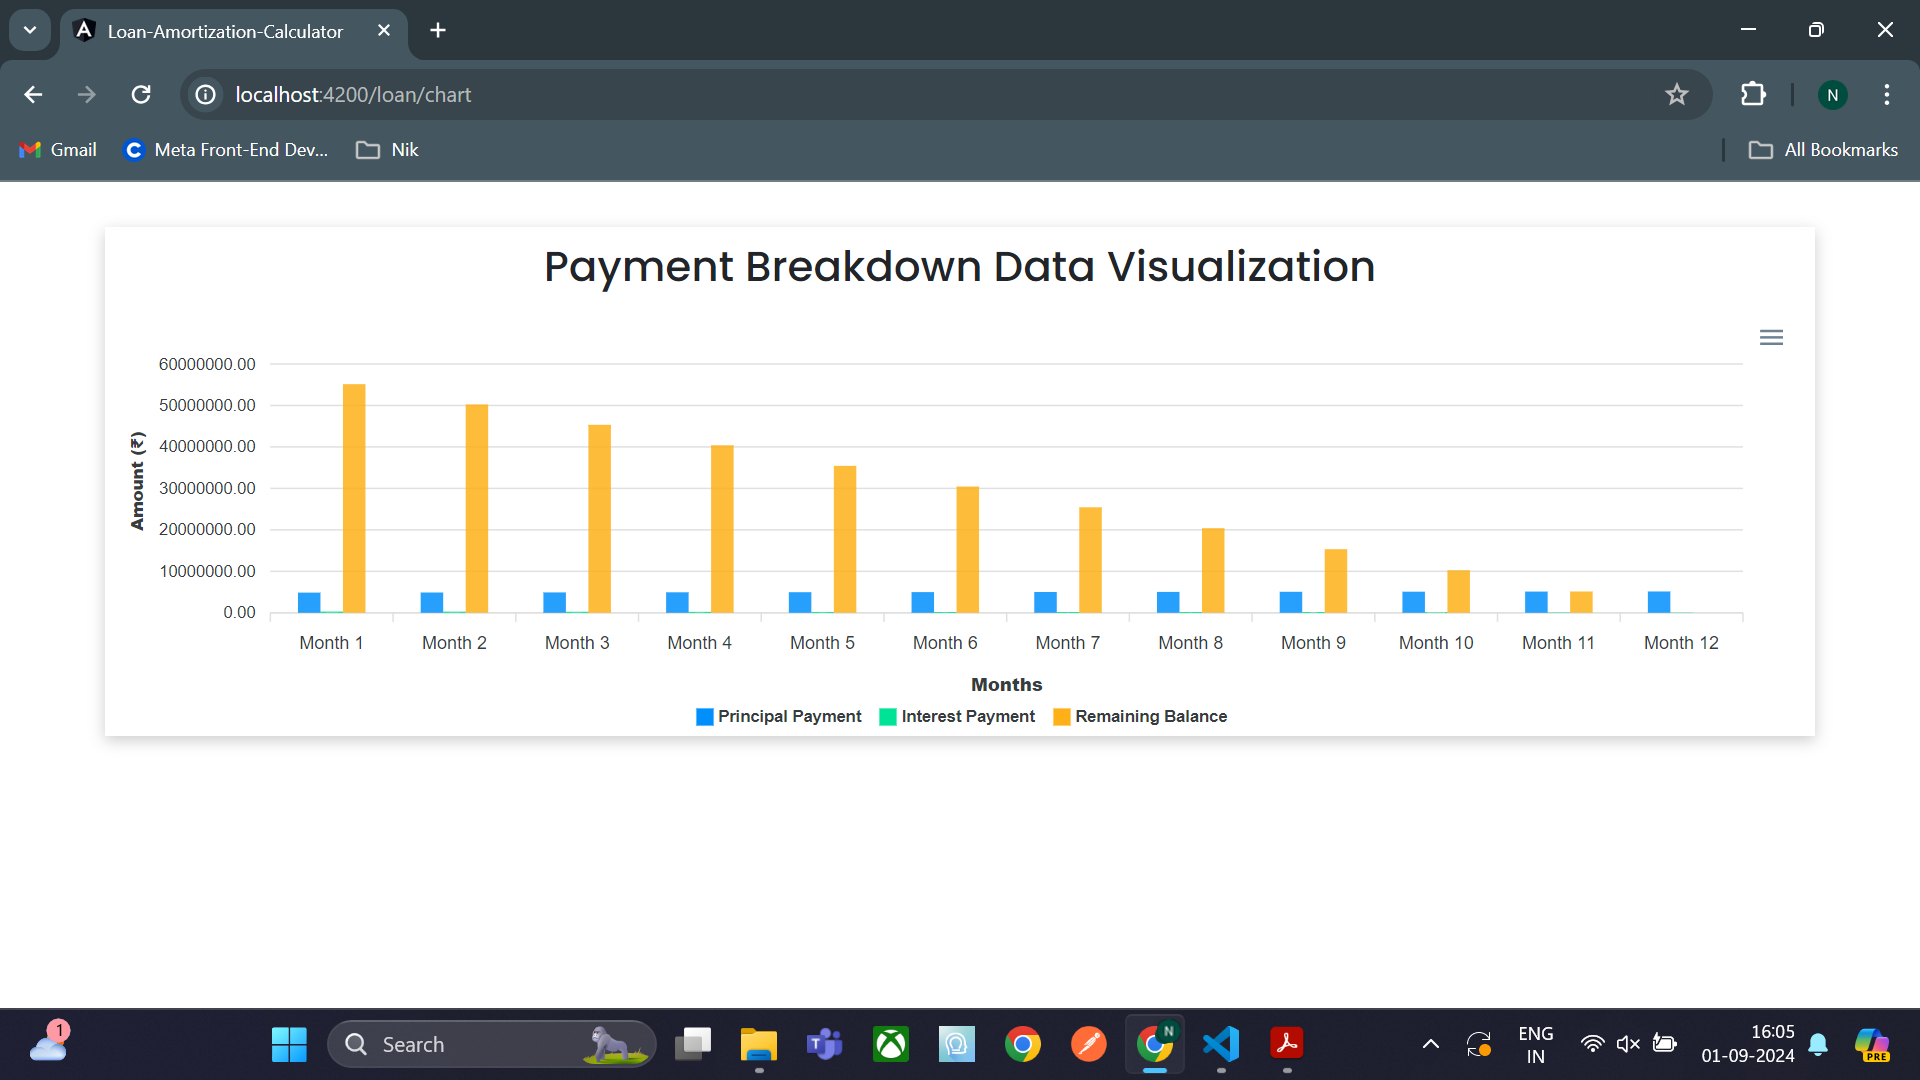 Loan-Amortization-Calculator
localhost:4200/loan/chart
N
Gmail
Meta Front-End Dev...
Nik
All Bookmarks
Payment Breakdown Data Visualization
60000000.00
50000000.00
40000000.00
30000000.00
20000000.00
10000000.00
0.00
Amount (₹)
Month 1 Month 2 Month 3 Month 4 Month 5 Month 6 Month 7 Month 8 Month 9 Month 10 Month 11 Month 12
Months
Principal Payment Interest Payment Remaining Balance
1
Search
T
N
ENG
IN
16:05
01-09-2024
PRE